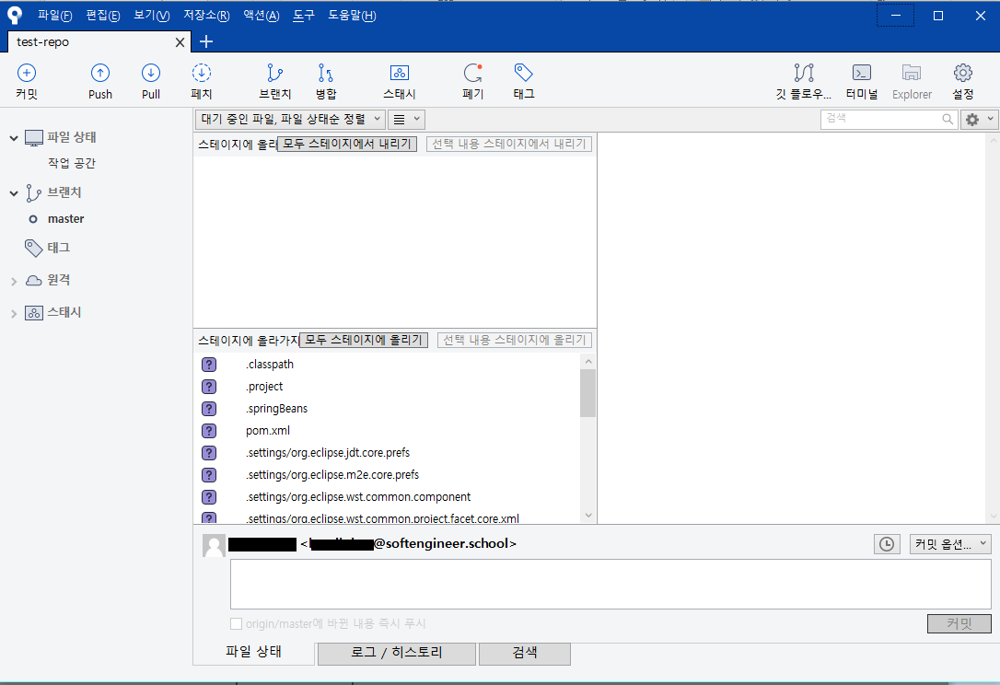 파일(F) 편집(E) 보기(V) 저장소(R) 액션(A) 도구 도움말(H)
test-repo
커밋 Push Pull 페치 브랜치 병합 스태시 폐기 태그 깃 플로우... 터미널 Explorer 설정
대기 중인 파일, 파일 상태순 정렬 검색
파일 상태
작업 공간
브랜치
master
태그
원격
스태시
스테이지에 올라 모두 스테이지에서 내리기 선택 내용 스테이지에서 내리기
스테이지에 올라가지 모두 스테이지에 올리기 선택 내용 스테이지에 올리기
? .classpath
? .project
? .springBeans
? pom.xml
? .settings/org.eclipse.jdt.core.prefs
? .settings/org.eclipse.m2e.core.prefs
? .settings/org.eclipse.wst.common.component
? .settings/org.eclipse.wst.common.project.facet.core.xml
< @softengineer.school> 커밋 옵션...
origin/master에 바뀐 내용 즉시 푸시 커밋
파일 상태 로그 / 히스토리 검색